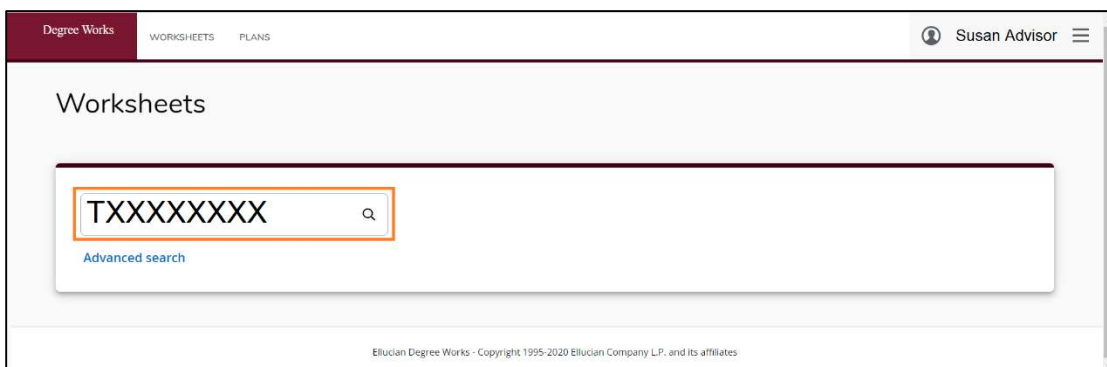 Degree Works WORKSHEETS PLANS Susan Advisor
Worksheets
TXXXXXXXX
Advanced search
Ellucian Degree Works - Copyright 1995-2020 Ellucian Company L.P. and its affiliates